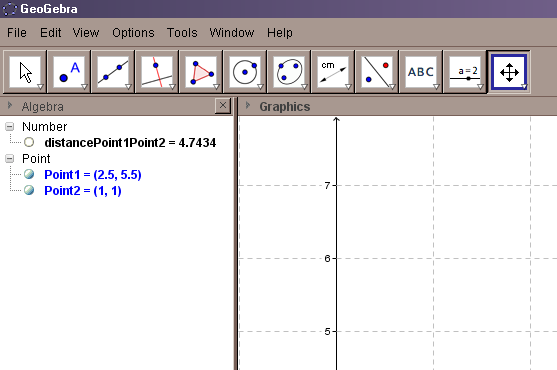 GeoGebra
File Edit View Options Tools Window Help
A
cm
ABC
a=2
Algebra
Graphics
Number
distancePoint1Point2 = 4.7434
Point
Point1 = (2.5, 5.5)
Point2 = (1, 1)
7
6
5